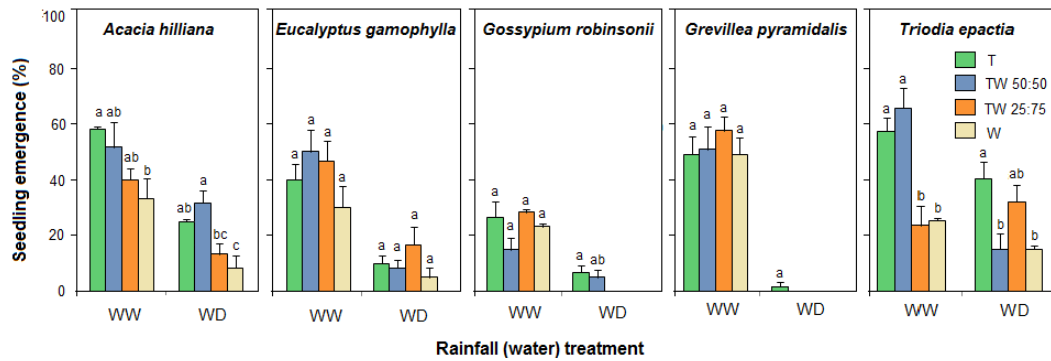 100
80
60
40
20
0
Seedling emergence (%)
Acacia hilliana
a ab ab b
ab a bc c
WW WD
Eucalyptus gamophylla
a a a a
a a a a
WW WD
Gossypium robinsonii
a a a a
a ab
WW WD
Grevillea pyramidalis
a a a a
a
WW WD
Triodia epactia
T
TW 50:50
TW 25:75
W
a a b b
a b ab b
WW WD
Rainfall (water) treatment